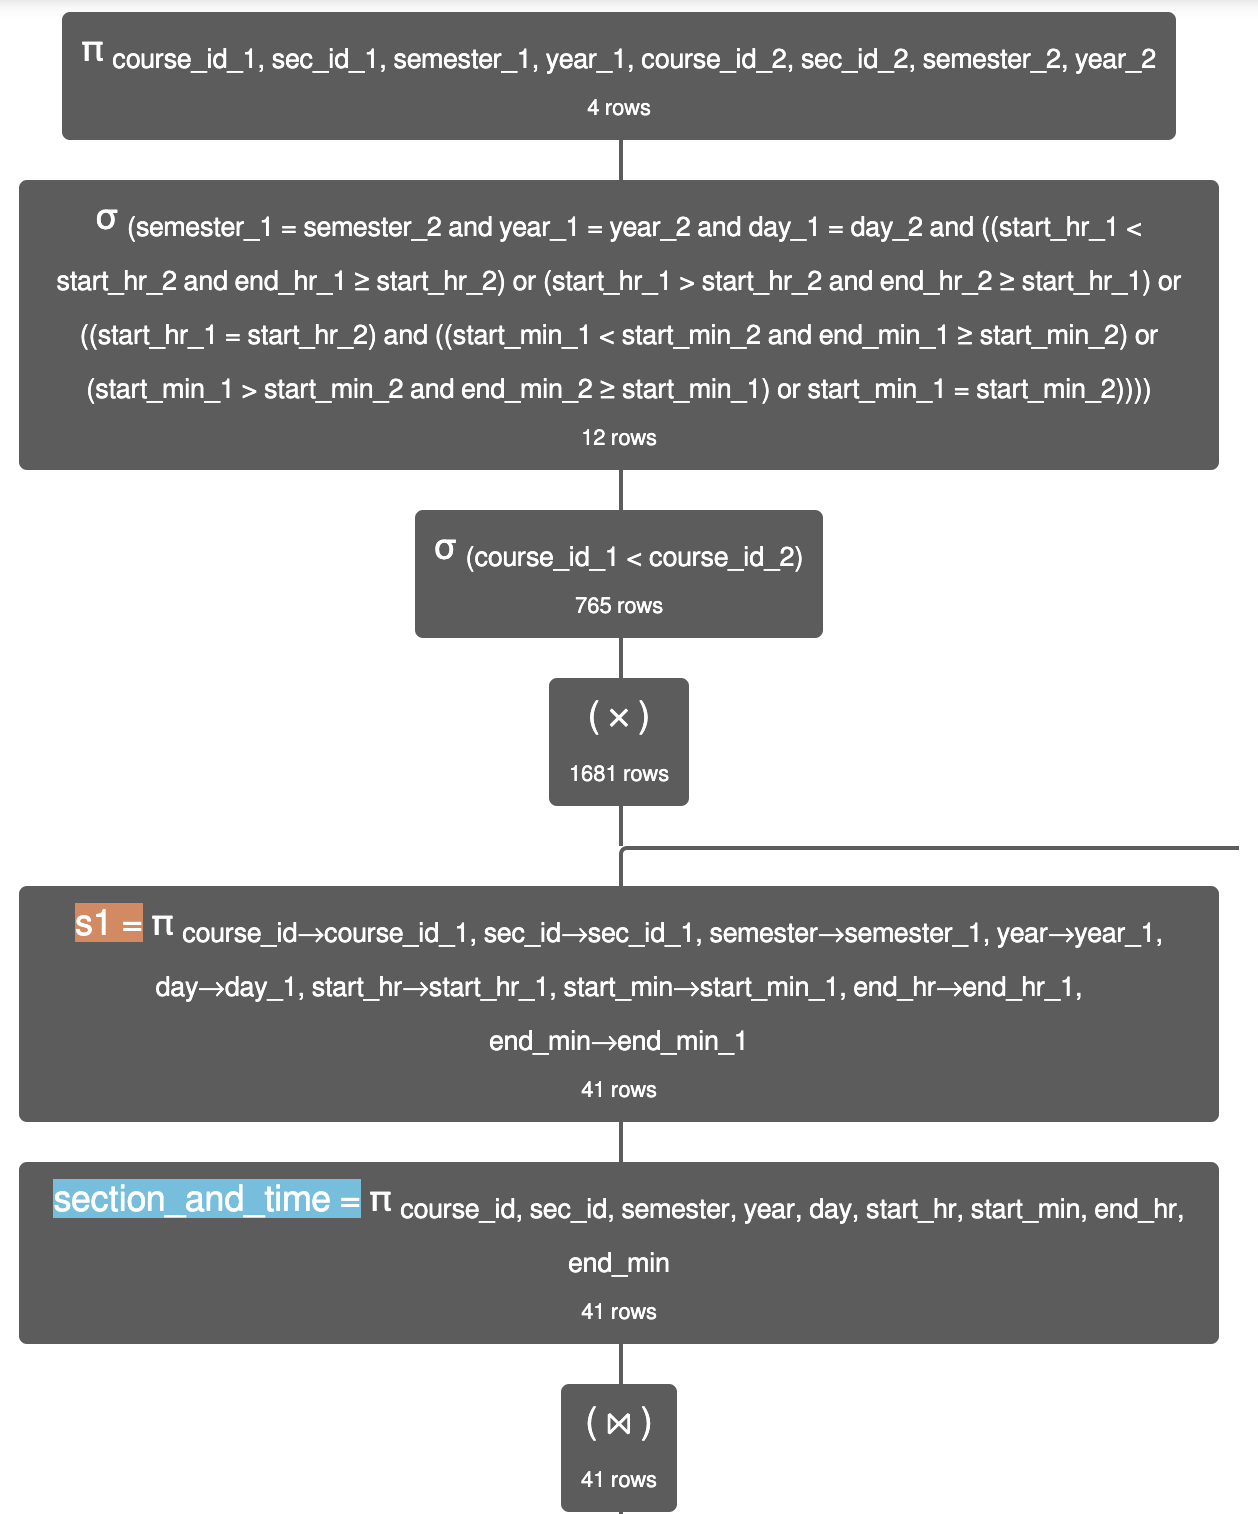 π course_id_1, sec_id_1, semester_1, year_1, course_id_2, sec_id_2, semester_2, year_2
4 rows
σ (semester_1 = semester_2 and year_1 = year_2 and day_1 = day_2 and ((start_hr_1 <
start_hr_2 and end_hr_1 ≥ start_hr_2) or (start_hr_1 > start_hr_2 and end_hr_2 ≥ start_hr_1) or
((start_hr_1 = start_hr_2) and ((start_min_1 < start_min_2 and end_min_1 ≥ start_min_2) or
(start_min_1 > start_min_2 and end_min_2 ≥ start_min_1) or start_min_1 = start_min_2))))
12 rows
σ (course_id_1 < course_id_2)
765 rows
( × )
1681 rows
s1 = π course_id→course_id_1, sec_id→sec_id_1, semester→semester_1, year→year_1,
day→day_1, start_hr→start_hr_1, start_min→start_min_1, end_hr→end_hr_1,
end_min→end_min_1
41 rows
section_and_time = π course_id, sec_id, semester, year, day, start_hr, start_min, end_hr,
end_min
41 rows
( ⋈ )
41 rows